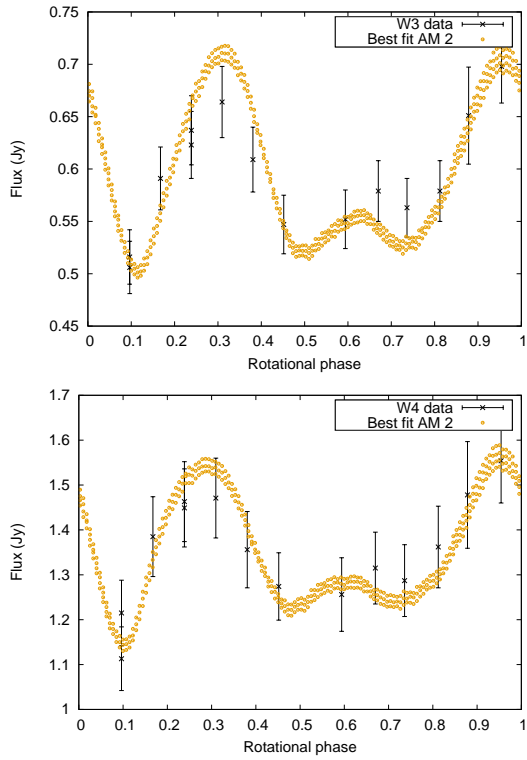 W3 data
Best fit AM 2
0.75
0.7
0.65
0.6
0.55
0.5
0.45
Flux (Jy)
0 0.1 0.2 0.3 0.4 0.5 0.6 0.7 0.8 0.9 1
Rotational phase
W4 data
Best fit AM 2
1.7
1.6
1.5
1.4
1.3
1.2
1.1
1
Flux (Jy)
0 0.1 0.2 0.3 0.4 0.5 0.6 0.7 0.8 0.9 1
Rotational phase